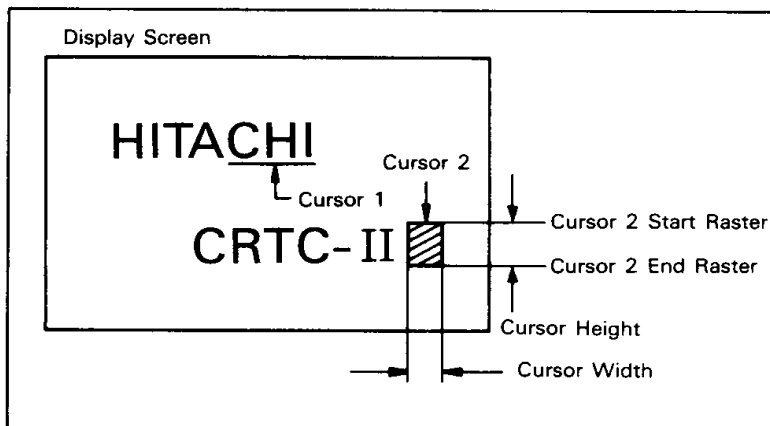 Display Screen
HITACHI
Cursor 2
Cursor 1
Cursor 2 Start Raster
CRTC-II
Cursor 2 End Raster
Cursor Height
Cursor Width